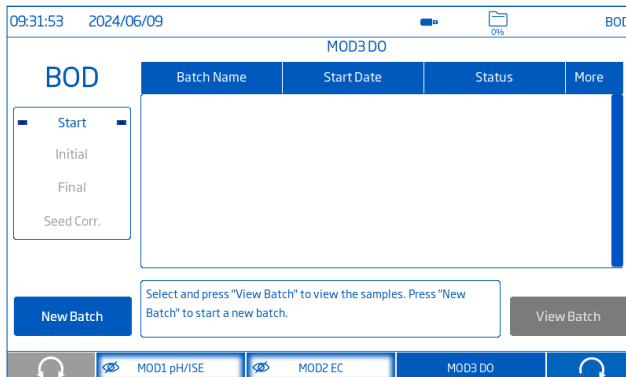 09:31:53 2024/06/09
0%
BOD
MOD3 DO
BOD
Batch Name Start Date Status More
Start
Initial
Final
Seed Corr.
New Batch
Select and press "View Batch" to view the samples. Press "New
Batch" to start a new batch.
View Batch
MOD1 pH/ISE MOD2 EC MOD3 DO